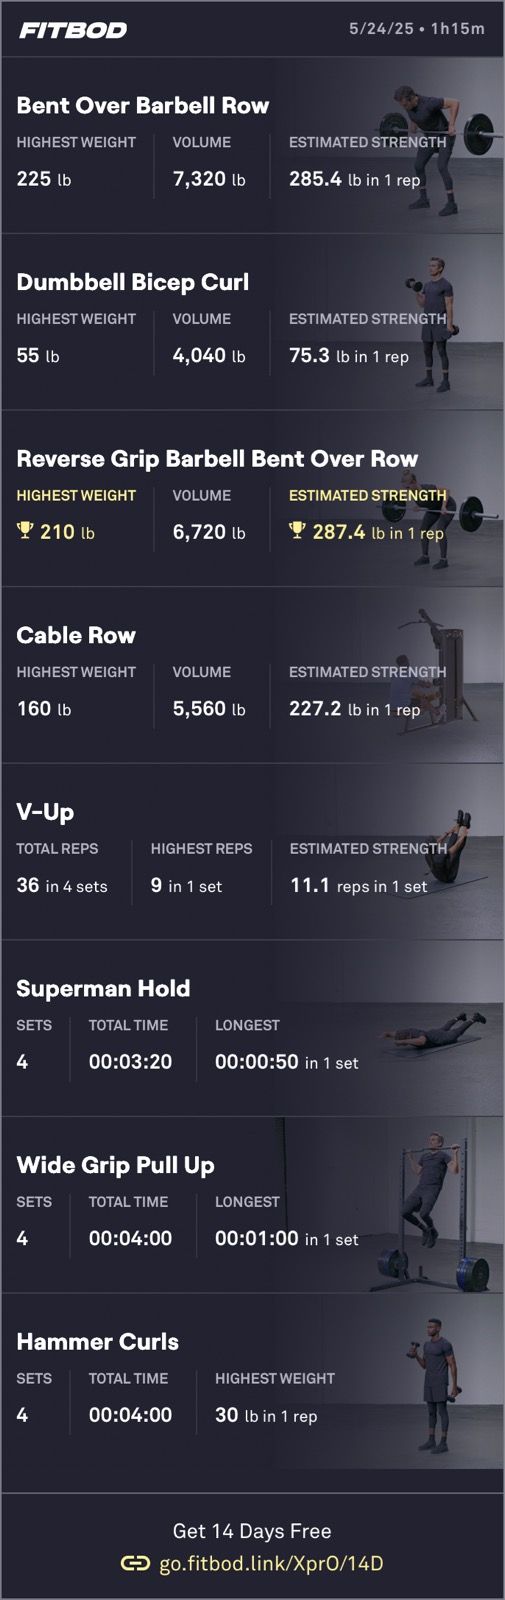 FITBOD
5/24/25 • 1h15m
Bent Over Barbell Row
HIGHEST WEIGHT VOLUME ESTIMATED STRENGTH
225 lb 7,320 lb 285.4 lb in 1 rep
Dumbbell Bicep Curl
HIGHEST WEIGHT VOLUME ESTIMATED STRENGTH
55 lb 4,040 lb 75.3 lb in 1 rep
Reverse Grip Barbell Bent Over Row
HIGHEST WEIGHT VOLUME ESTIMATED STRENGTH
210 lb 6,720 lb 287.4 lb in 1 rep
Cable Row
HIGHEST WEIGHT VOLUME ESTIMATED STRENGTH
160 lb 5,560 lb 227.2 lb in 1 rep
V-Up
TOTAL REPS HIGHEST REPS ESTIMATED STRENGTH
36 in 4 sets 9 in 1 set 11.1 reps in 1 set
Superman Hold
SETS TOTAL TIME LONGEST
4 00:03:20 00:00:50 in 1 set
Wide Grip Pull Up
SETS TOTAL TIME LONGEST
4 00:04:00 00:01:00 in 1 set
Hammer Curls
SETS TOTAL TIME HIGHEST WEIGHT
4 00:04:00 30 lb in 1 rep
Get 14 Days Free
go.fitbod.link/XprO/14D